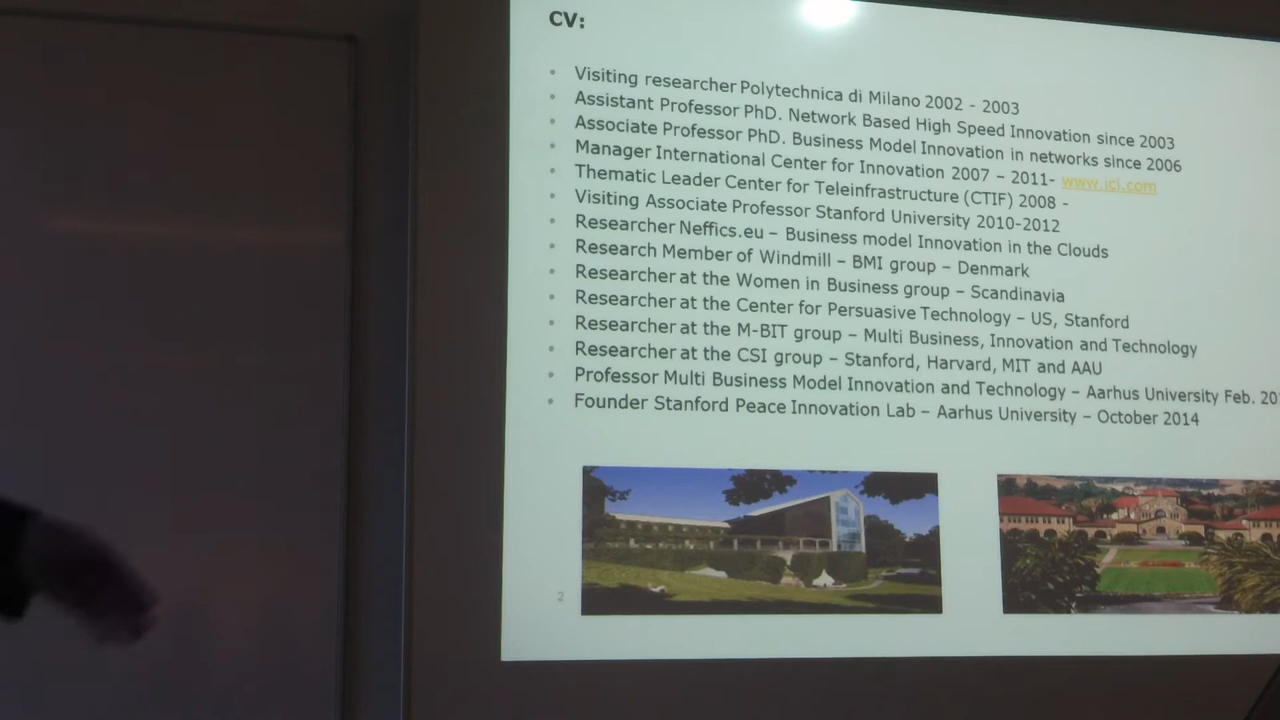 CV:
• Visiting researcher Polytechnica di Milano 2002 - 2003
• Assistant Professor PhD. Network Based High Speed Innovation since 2003
• Associate Professor PhD. Business Model Innovation in networks since 2006
• Manager International Center for Innovation 2007 – 2011- www.ici.com
• Thematic Leader Center for Teleinfrastructure (CTIF) 2008 -
• Visiting Associate Professor Stanford University 2010-2012
• Researcher Neffics.eu – Business model Innovation in the Clouds
• Research Member of Windmill – BMI group – Denmark
• Researcher at the Women in Business group – Scandinavia
• Researcher at the Center for Persuasive Technology – US, Stanford
• Researcher at the M-BIT group – Multi Business, Innovation and Technology
• Researcher at the CSI group – Stanford, Harvard, MIT and AAU
• Professor Multi Business Model Innovation and Technology – Aarhus University Feb. 20
• Founder Stanford Peace Innovation Lab – Aarhus University – October 2014
2